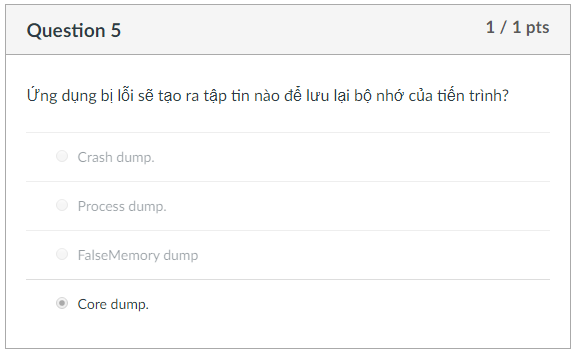 Question 5
1 / 1 pts
Ứng dụng bị lỗi sẽ tạo ra tập tin nào để lưu lại bộ nhớ của tiến trình?
Crash dump.
Process dump.
FalseMemory dump
Core dump.